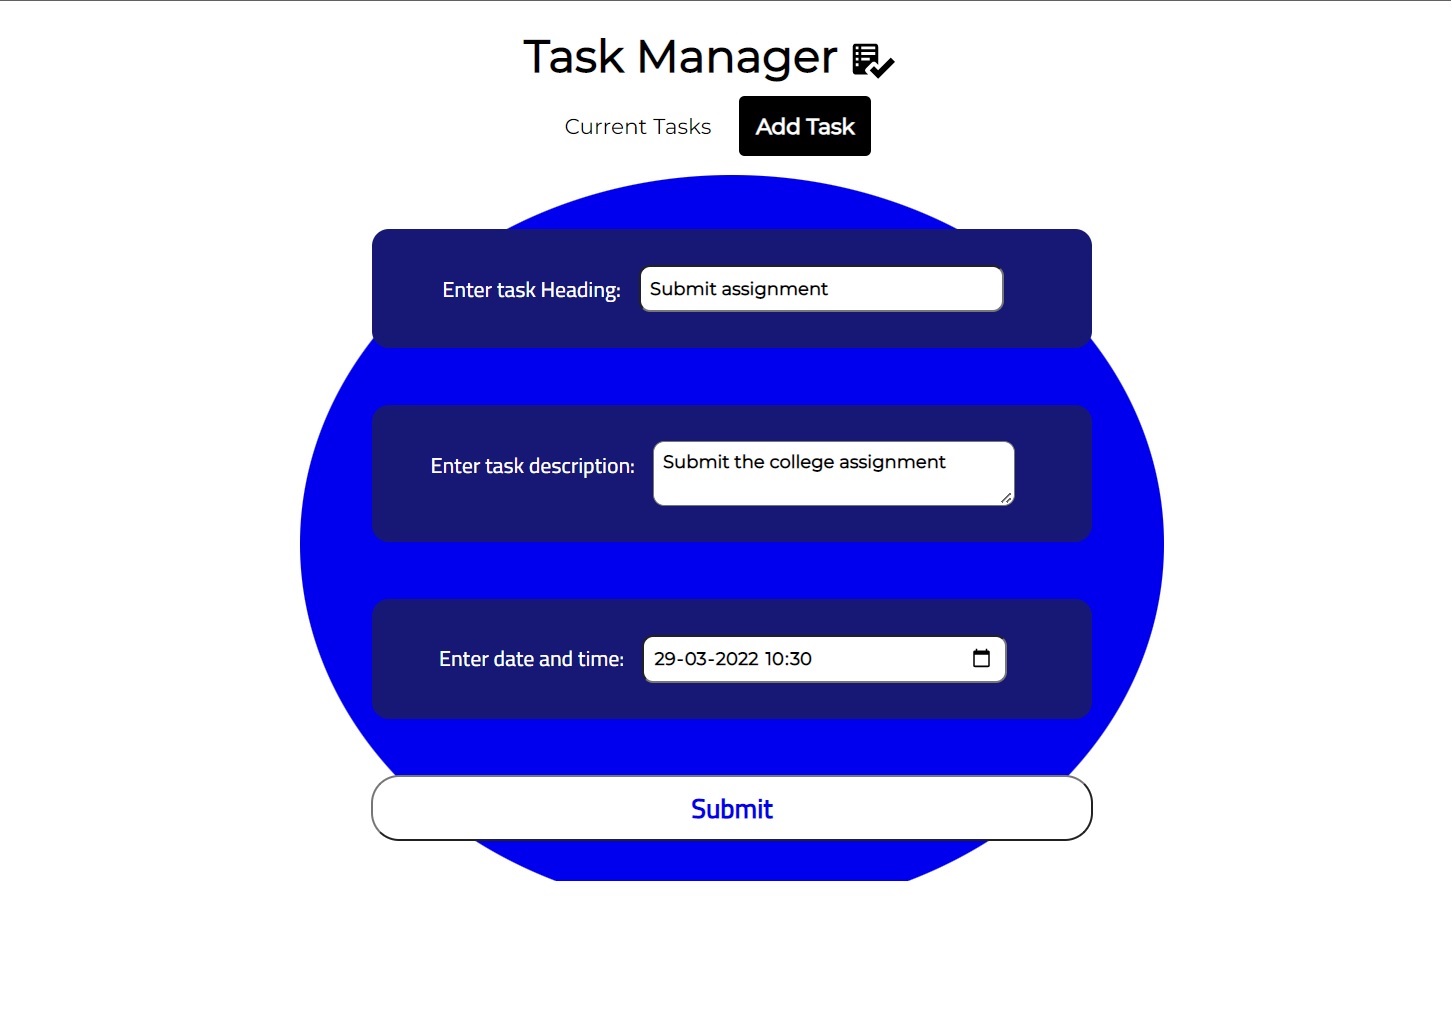 Task Manager
Current Tasks Add Task
Enter task Heading: Submit assignment
Enter task description: Submit the college assignment
Enter date and time: 29-03-2022 10:30
Submit